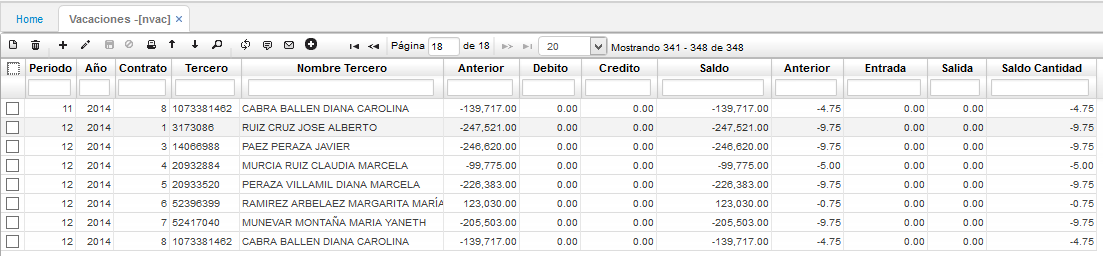 Home Vacaciones -[nvac] ×
Página 18 de 18 20 Mostrando 341 - 348 de 348
Periodo Año Contrato Tercero Nombre Tercero Anterior Debito Credito Saldo Anterior Entrada Salida Saldo Cantidad
11 2014 8 1073381462 CABRA BALLEN DIANA CAROLINA -139,717.00 0.00 0.00 -139,717.00 -4.75 0.00 0.00 -4.75
12 2014 1 3173086 RUIZ CRUZ JOSE ALBERTO -247,521.00 0.00 0.00 -247,521.00 -9.75 0.00 0.00 -9.75
12 2014 3 14066988 PAEZ PERAZA JAVIER -246,620.00 0.00 0.00 -246,620.00 -9.75 0.00 0.00 -9.75
12 2014 4 20932884 MURCIA RUIZ CLAUDIA MARCELA -99,775.00 0.00 0.00 -99,775.00 -5.00 0.00 0.00 -5.00
12 2014 5 20933520 PERAZA VILLAMIL DIANA MARCELA -226,383.00 0.00 0.00 -226,383.00 -9.75 0.00 0.00 -9.75
12 2014 6 52396399 RAMIREZ ARBELAEZ MARGARITA MARÍA 123,030.00 0.00 0.00 123,030.00 -0.75 0.00 0.00 -0.75
12 2014 7 52417040 MUNEVAR MONTAÑA MARIA YANETH -205,503.00 0.00 0.00 -205,503.00 -9.75 0.00 0.00 -9.75
12 2014 8 1073381462 CABRA BALLEN DIANA CAROLINA -139,717.00 0.00 0.00 -139,717.00 -4.75 0.00 0.00 -4.75